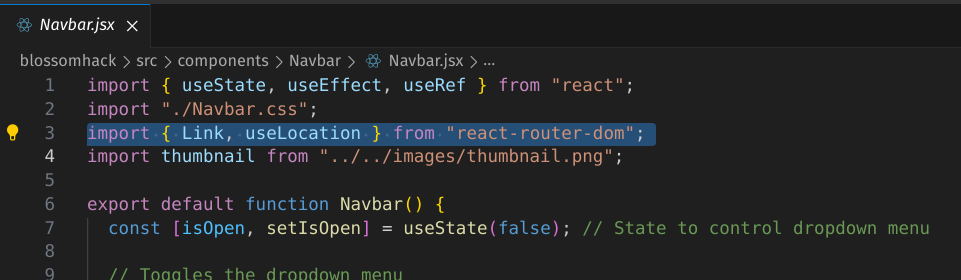 Navbar.jsx
blossomhack > src > components > Navbar > Navbar.jsx > ...
1 import { useState, useEffect, useRef } from "react";
2 import "./Navbar.css";
3 import { Link, useLocation } from "react-router-dom";
4 import thumbnail from "../../images/thumbnail.png";
5
6 export default function Navbar() {
7 const [isOpen, setIsOpen] = useState(false); // State to control dropdown menu
8
9 // Toggles the dropdown menu